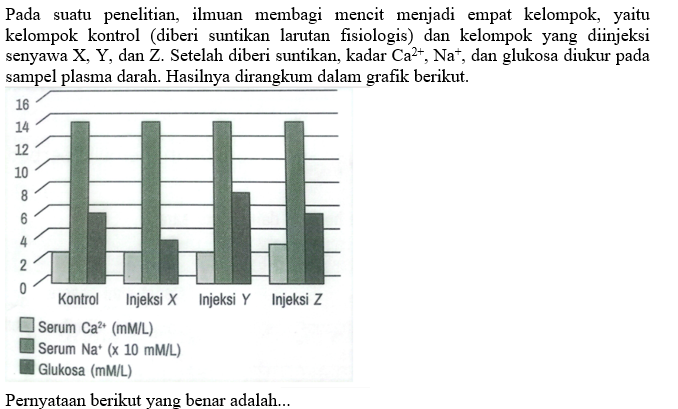 Pada suatu penelitian, ilmuan membagi mencit menjadi empat kelompok, yaitu
kelompok kontrol (diberi suntikan larutan fisiologis) dan kelompok yang diinjeksi
senyawa X, Y, dan Z. Setelah diberi suntikan, kadar Ca²⁺, Na⁺, dan glukosa diukur pada
sampel plasma darah. Hasilnya dirangkum dalam grafik berikut.
16
14
12
10
8
6
4
2
0
Kontrol Injeksi X Injeksi Y Injeksi Z
Serum Ca²⁺ (mM/L)
Serum Na⁺ (x 10 mM/L)
Glukosa (mM/L)
Pernyataan berikut yang benar adalah...